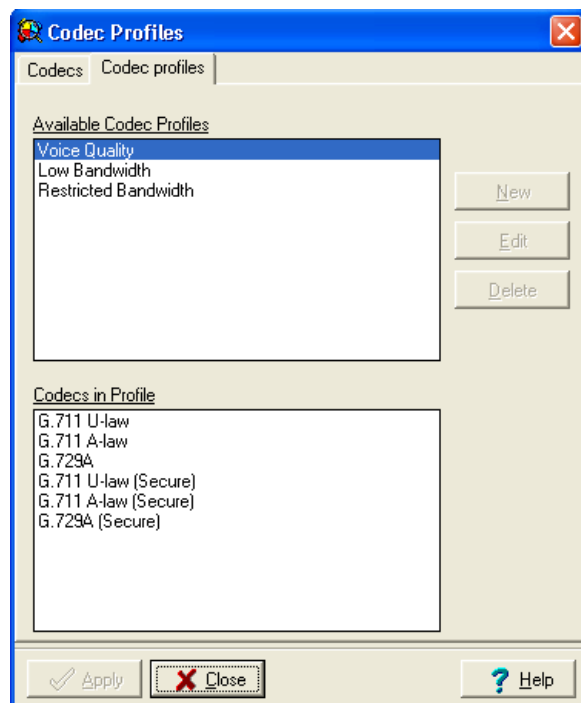 Codec Profiles
Codecs
Codec profiles
Available Codec Profiles
Voice Quality
Low Bandwidth
Restricted Bandwidth
New
Edit
Delete
Codecs in Profile
G.711 U-law
G.711 A-law
G.729A
G.711 U-law (Secure)
G.711 A-law (Secure)
G.729A (Secure)
Apply
Close
? Help